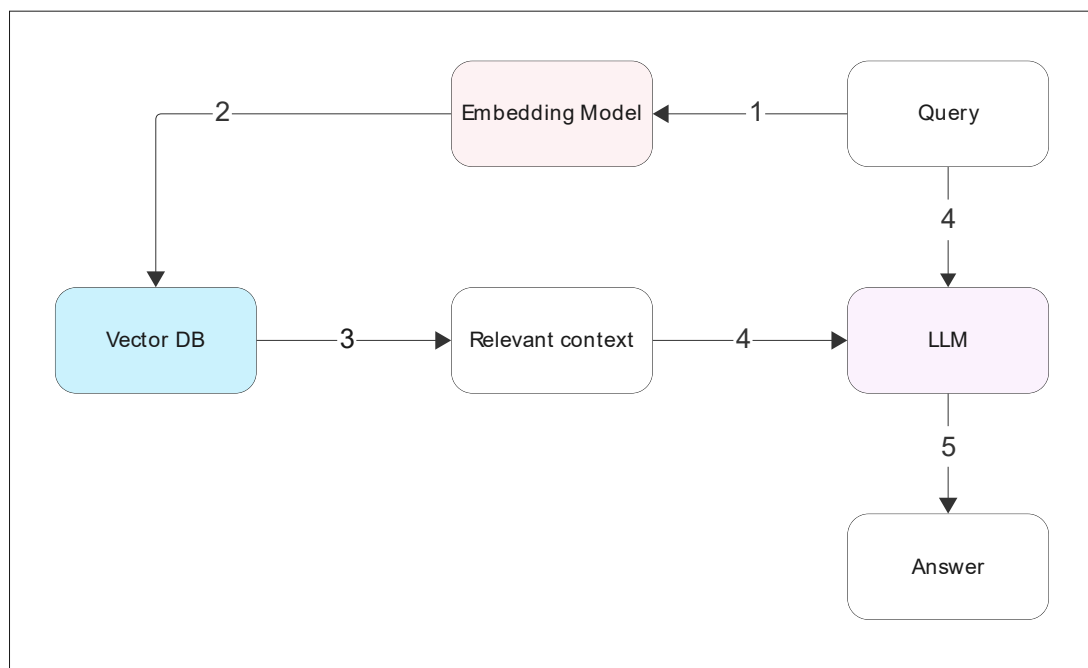 2
Embedding Model
1
Query
4
Vector DB
3
Relevant context
4
LLM
5
Answer